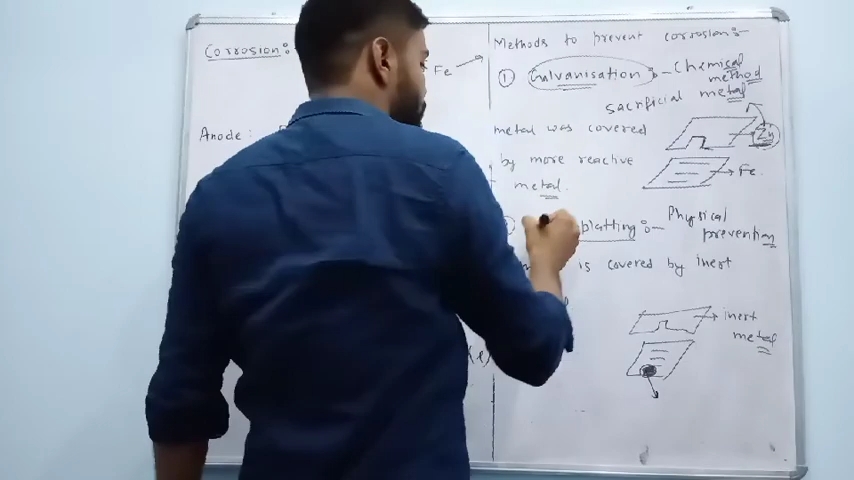 Corrosion:
Fe
Anode:
Methods to prevent corrosion:-
① Galvanisation :- Chemical method
sacrificial metal
metal was covered
by more reactive
metal.
Zn
Fe
platting :- Physical prevention
is covered by inert
inert metal